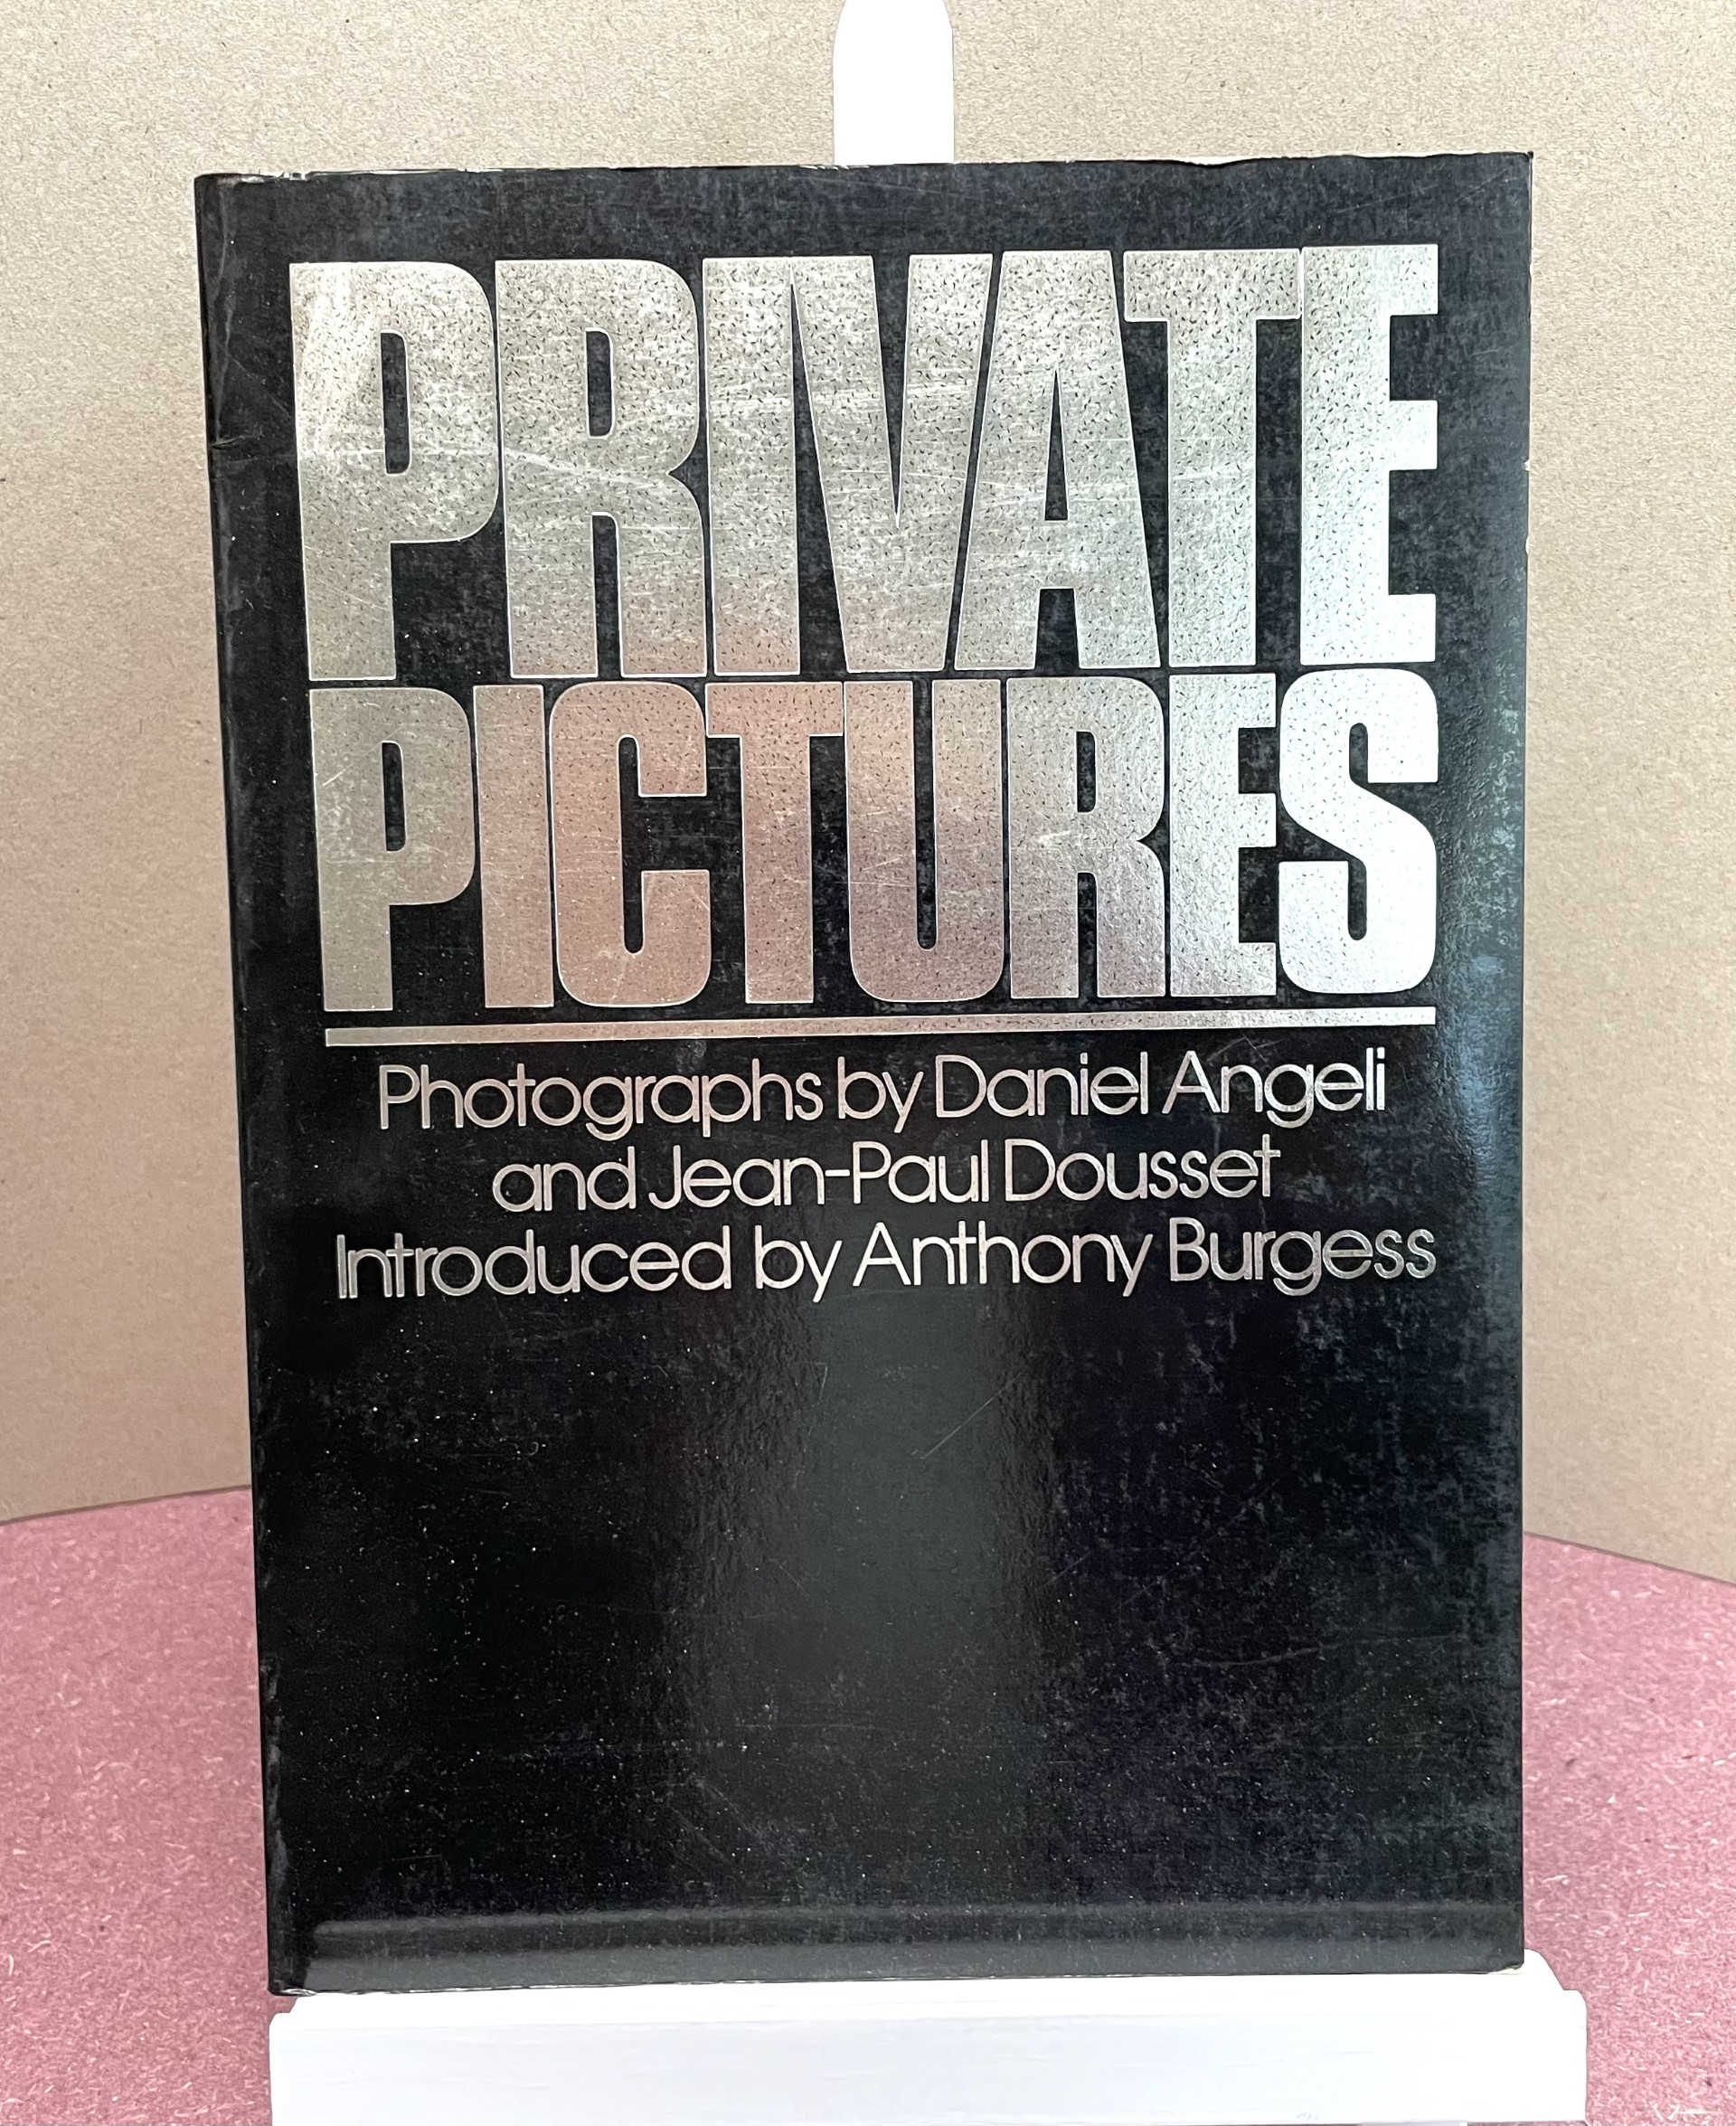 PRIVATE
PICTURES
Photographs by Daniel Angeli
and Jean-Paul Dousset
Introduced by Anthony Burgess